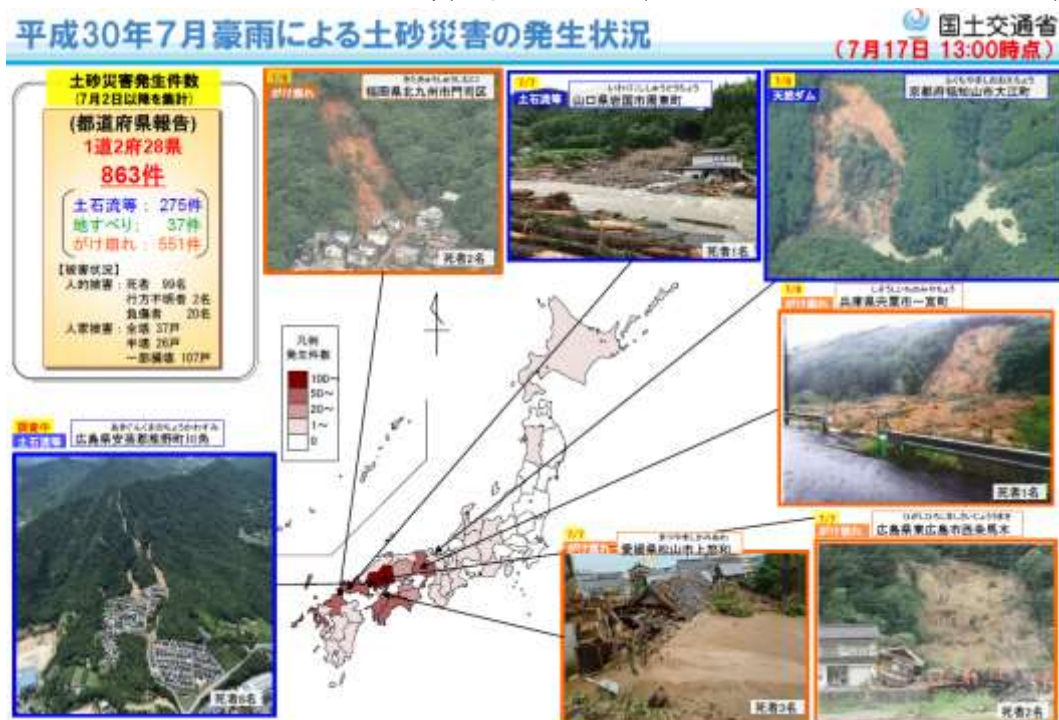 平成30年7月豪雨による土砂災害の発生状況
国土交通省
(7月17日 13:00時点)
土砂災害発生件数
(7月2日以降を集計)
(都道府県報告)
1道2府28県
863件
土石流等: 275件
地すべり: 37件
がけ崩れ: 551件
【被害状況】
人的被害:死者 99名
行方不明者 2名
負傷者 20名
人家被害:全壊 37戸
半壊 26戸
一部損壊 107戸
がけ崩れ
福岡県北九州市門司区
死者2名
7/7
土石流等
山口県岩国市周東町
死者1名
天然ダム
京都府福知山市大江町
7/8
がけ崩れ
兵庫県宍粟市一宮町
死者1名
凡例
発生件数
100~
50~
20~
1~
0
調査中
土石流等
広島県安芸郡熊野町川角
死者6名
7/7
がけ崩れ
愛媛県松山市上怒和
死者3名
7/7
がけ崩れ
広島県東広島市西条馬木
死者2名